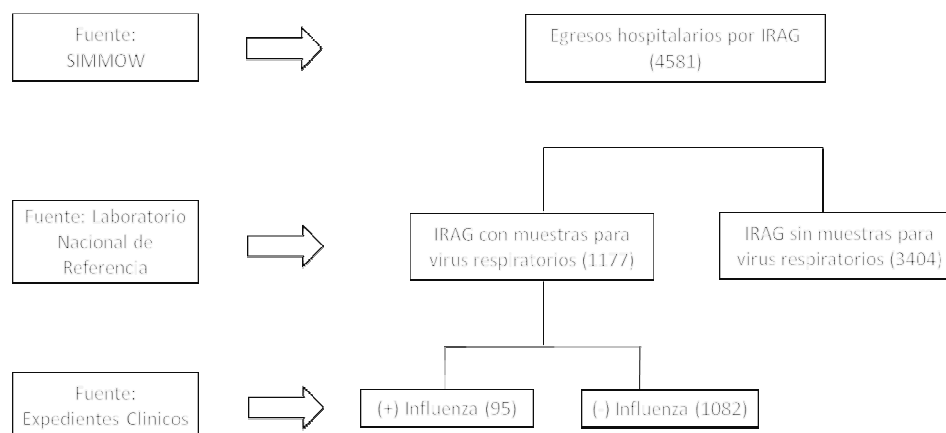 Fuente:
SIMMOW
Egresos hospitalarios por IRAG
(4581)
Fuente: Laboratorio
Nacional de
Referencia
IRAG con muestras para
virus respiratorios (1177)
IRAG sin muestras para
virus respiratorios (3404)
Fuente:
Expedientes Clinicos
(+) Influenza (95)
(-) Influenza (1082)